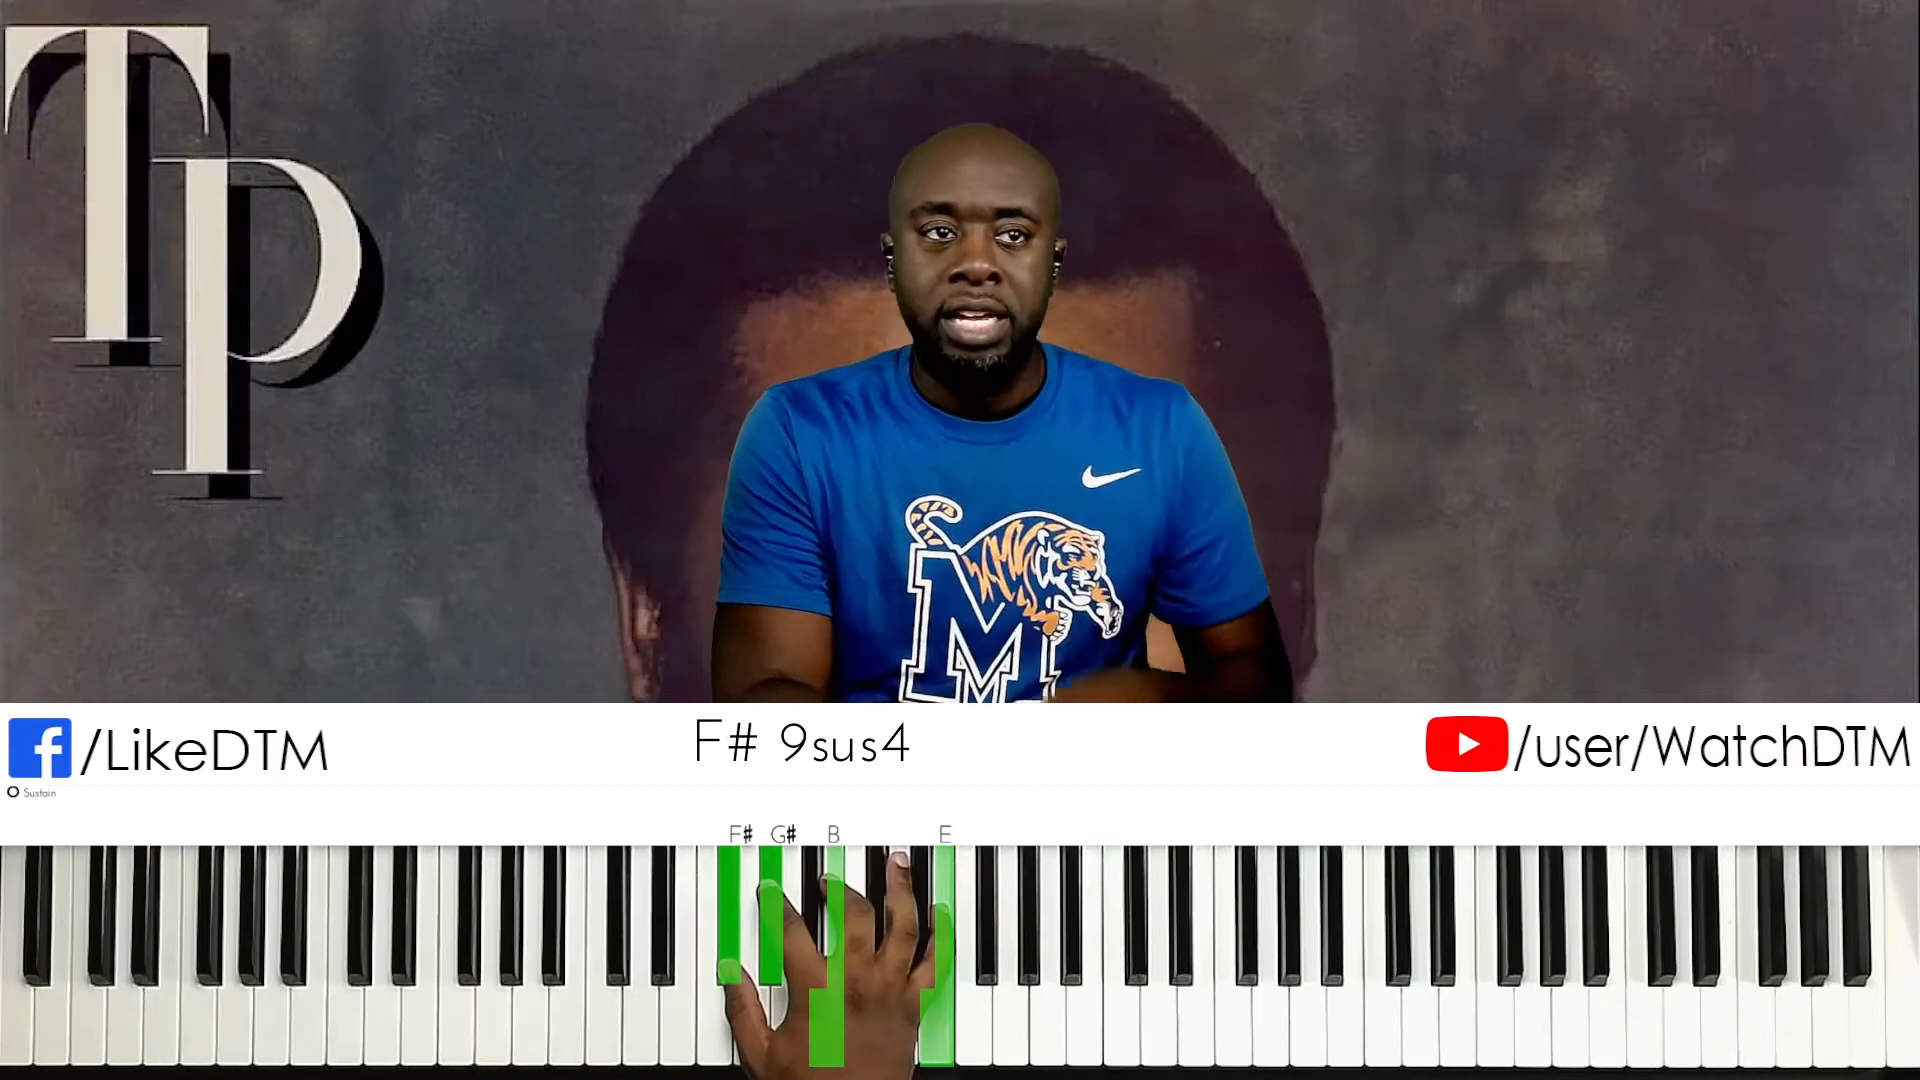 TP
M
/LikeDTM
F# 9sus4
/user/WatchDTM
Sustain
F# G# B E